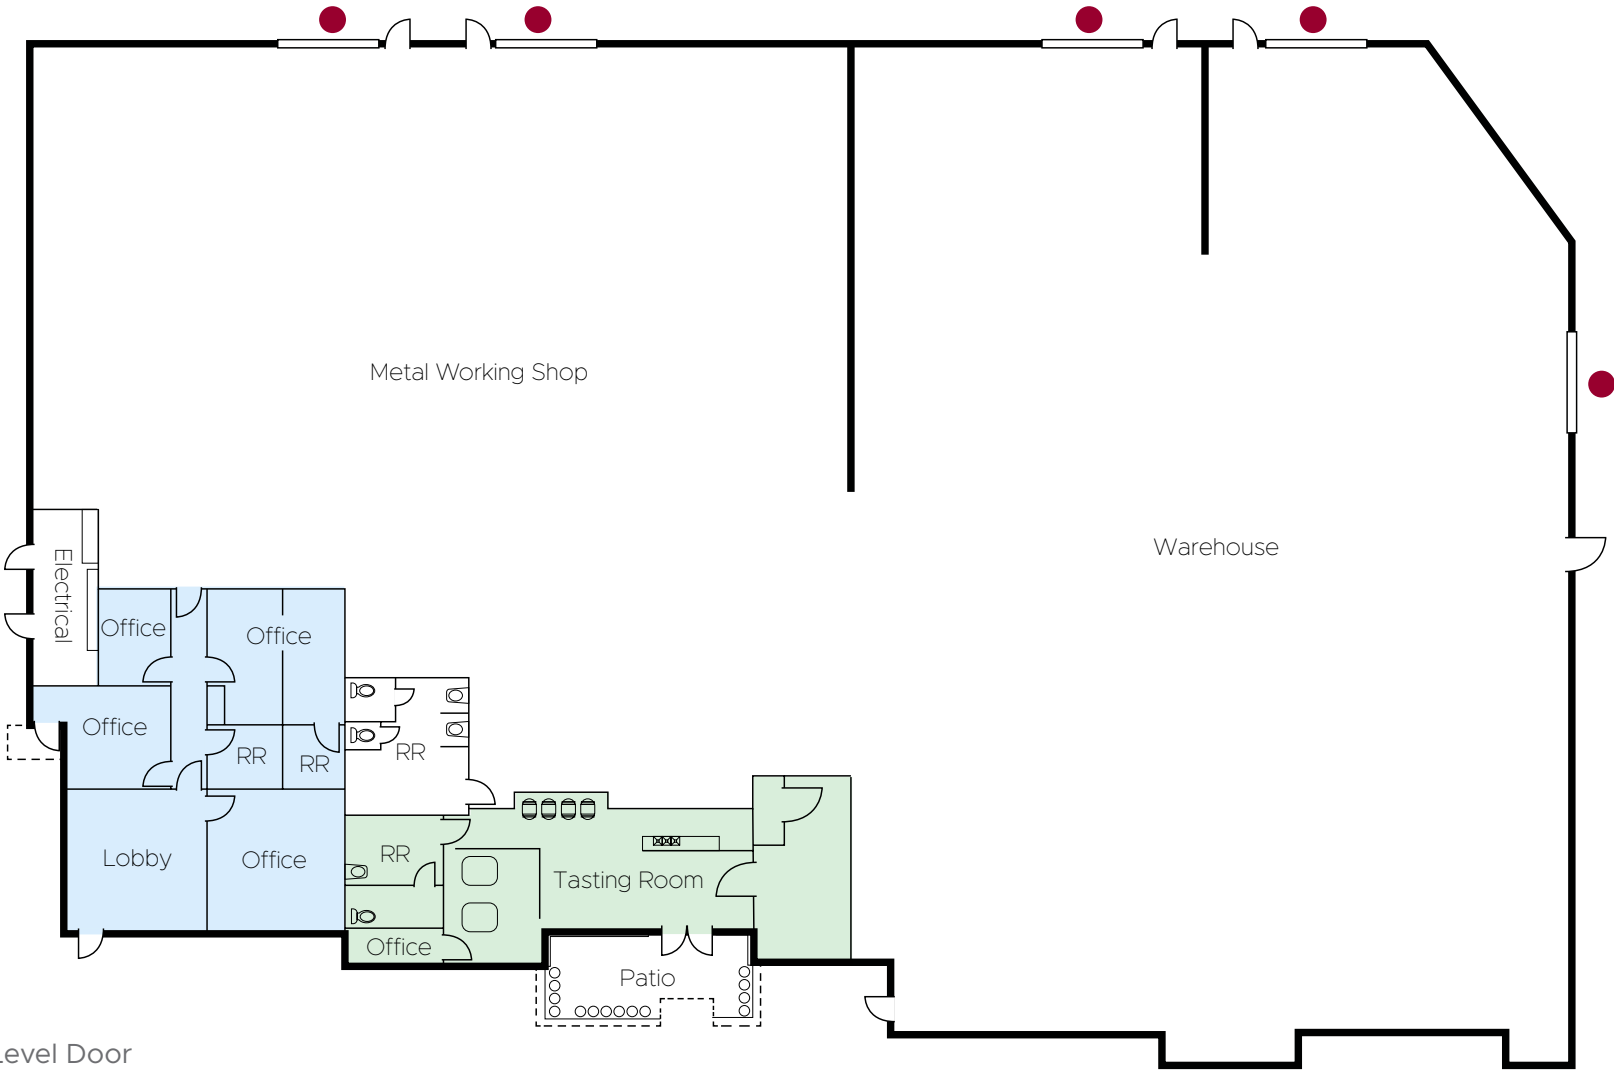 Metal Working Shop
Warehouse
Electrical
Office
Office
Office
RR
RR
RR
Lobby
Office
RR
Tasting Room
Office
Patio
Level Door